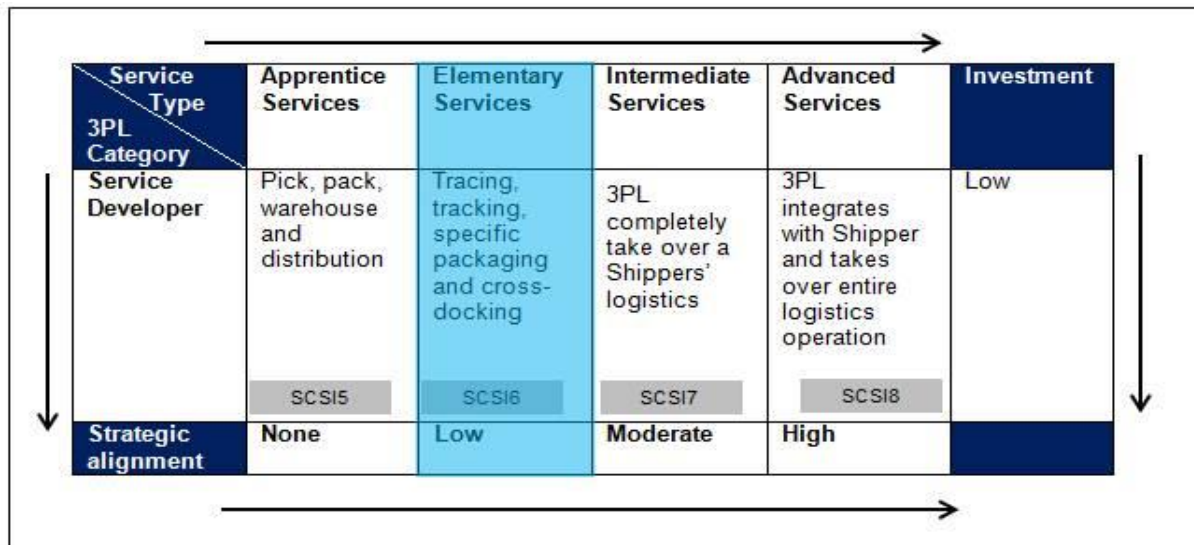 Service
Type
3PL
Category
Apprentice
Services
Elementary
Services
Intermediate
Services
Advanced
Services
Investment
Service
Developer
Pick, pack,
warehouse
and
distribution
SCSI5
Tracing,
tracking,
specific
packaging
and cross-
docking
SCSI6
3PL
completely
take over a
Shippers'
logistics
SCSI7
3PL
integrates
with Shipper
and takes
over entire
logistics
operation
SCSI8
Low
Strategic
alignment
None
Low
Moderate
High